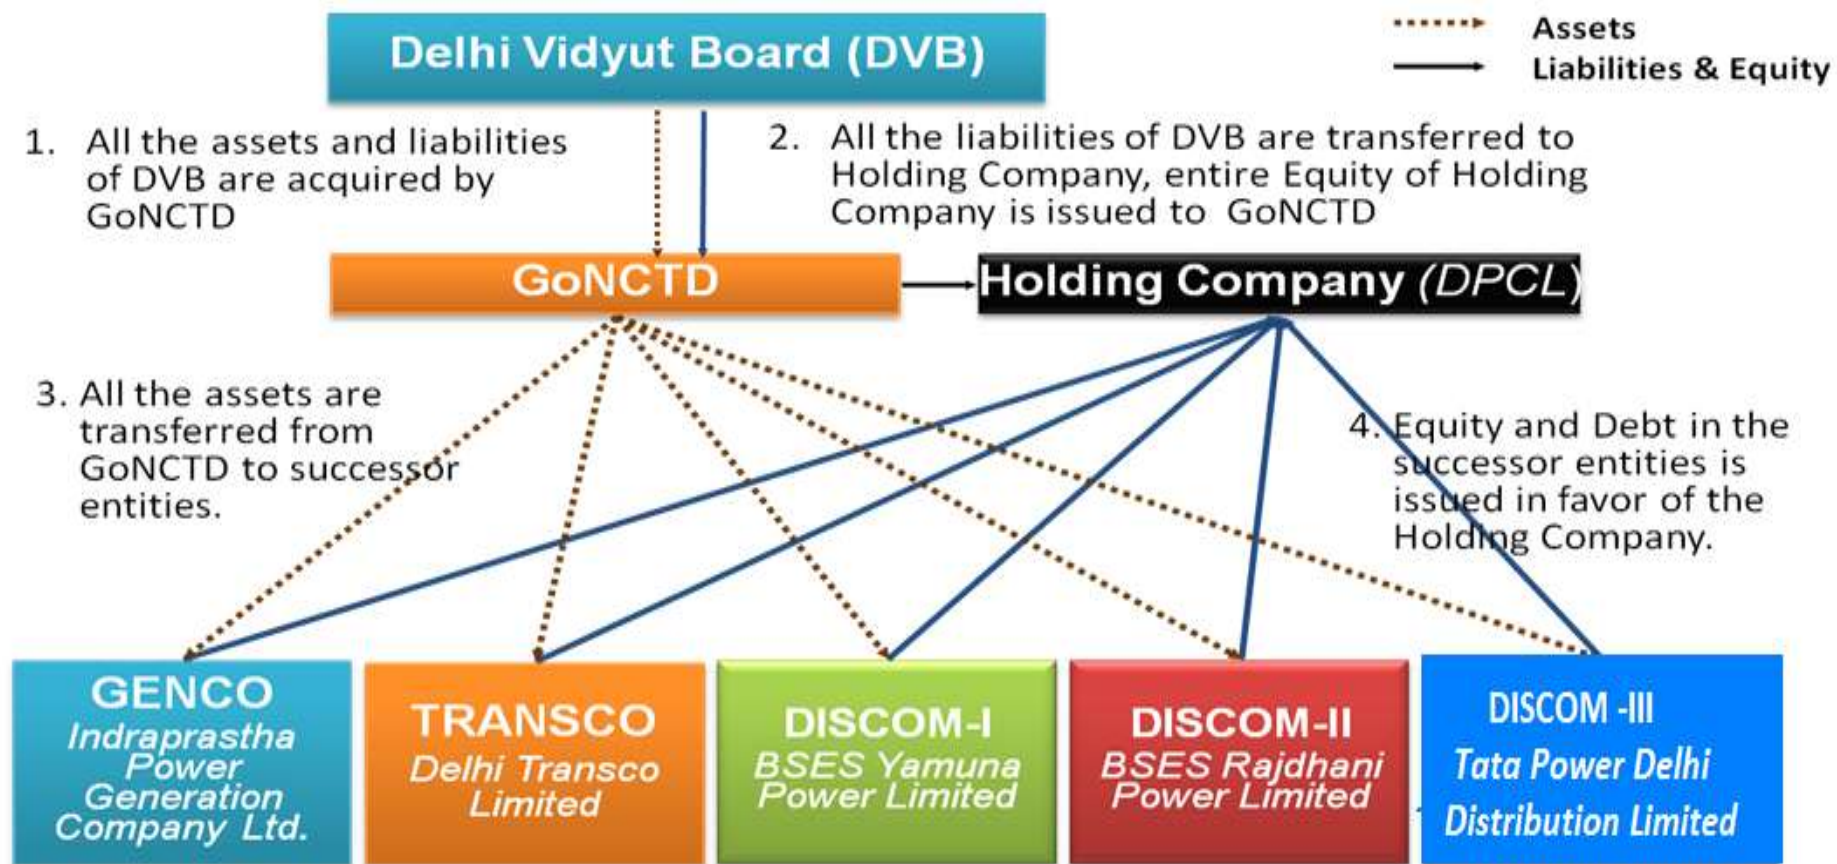 Delhi Vidyut Board (DVB)
Assets
Liabilities & Equity
1. All the assets and liabilities
of DVB are acquired by
GoNCTD
2. All the liabilities of DVB are transferred to
Holding Company, entire Equity of Holding
Company is issued to GoNCTD
GoNCTD
Holding Company (DPCL)
3. All the assets are
transferred from
GoNCTD to successor
entities.
4. Equity and Debt in the
successor entities is
issued in favor of the
Holding Company.
GENCO
Indraprastha
Power
Generation
Company Ltd.
TRANSCO
Delhi Transco
Limited
DISCOM-I
BSES Yamuna
Power Limited
DISCOM-II
BSES Rajdhani
Power Limited
DISCOM -III
Tata Power Delhi
Distribution Limited